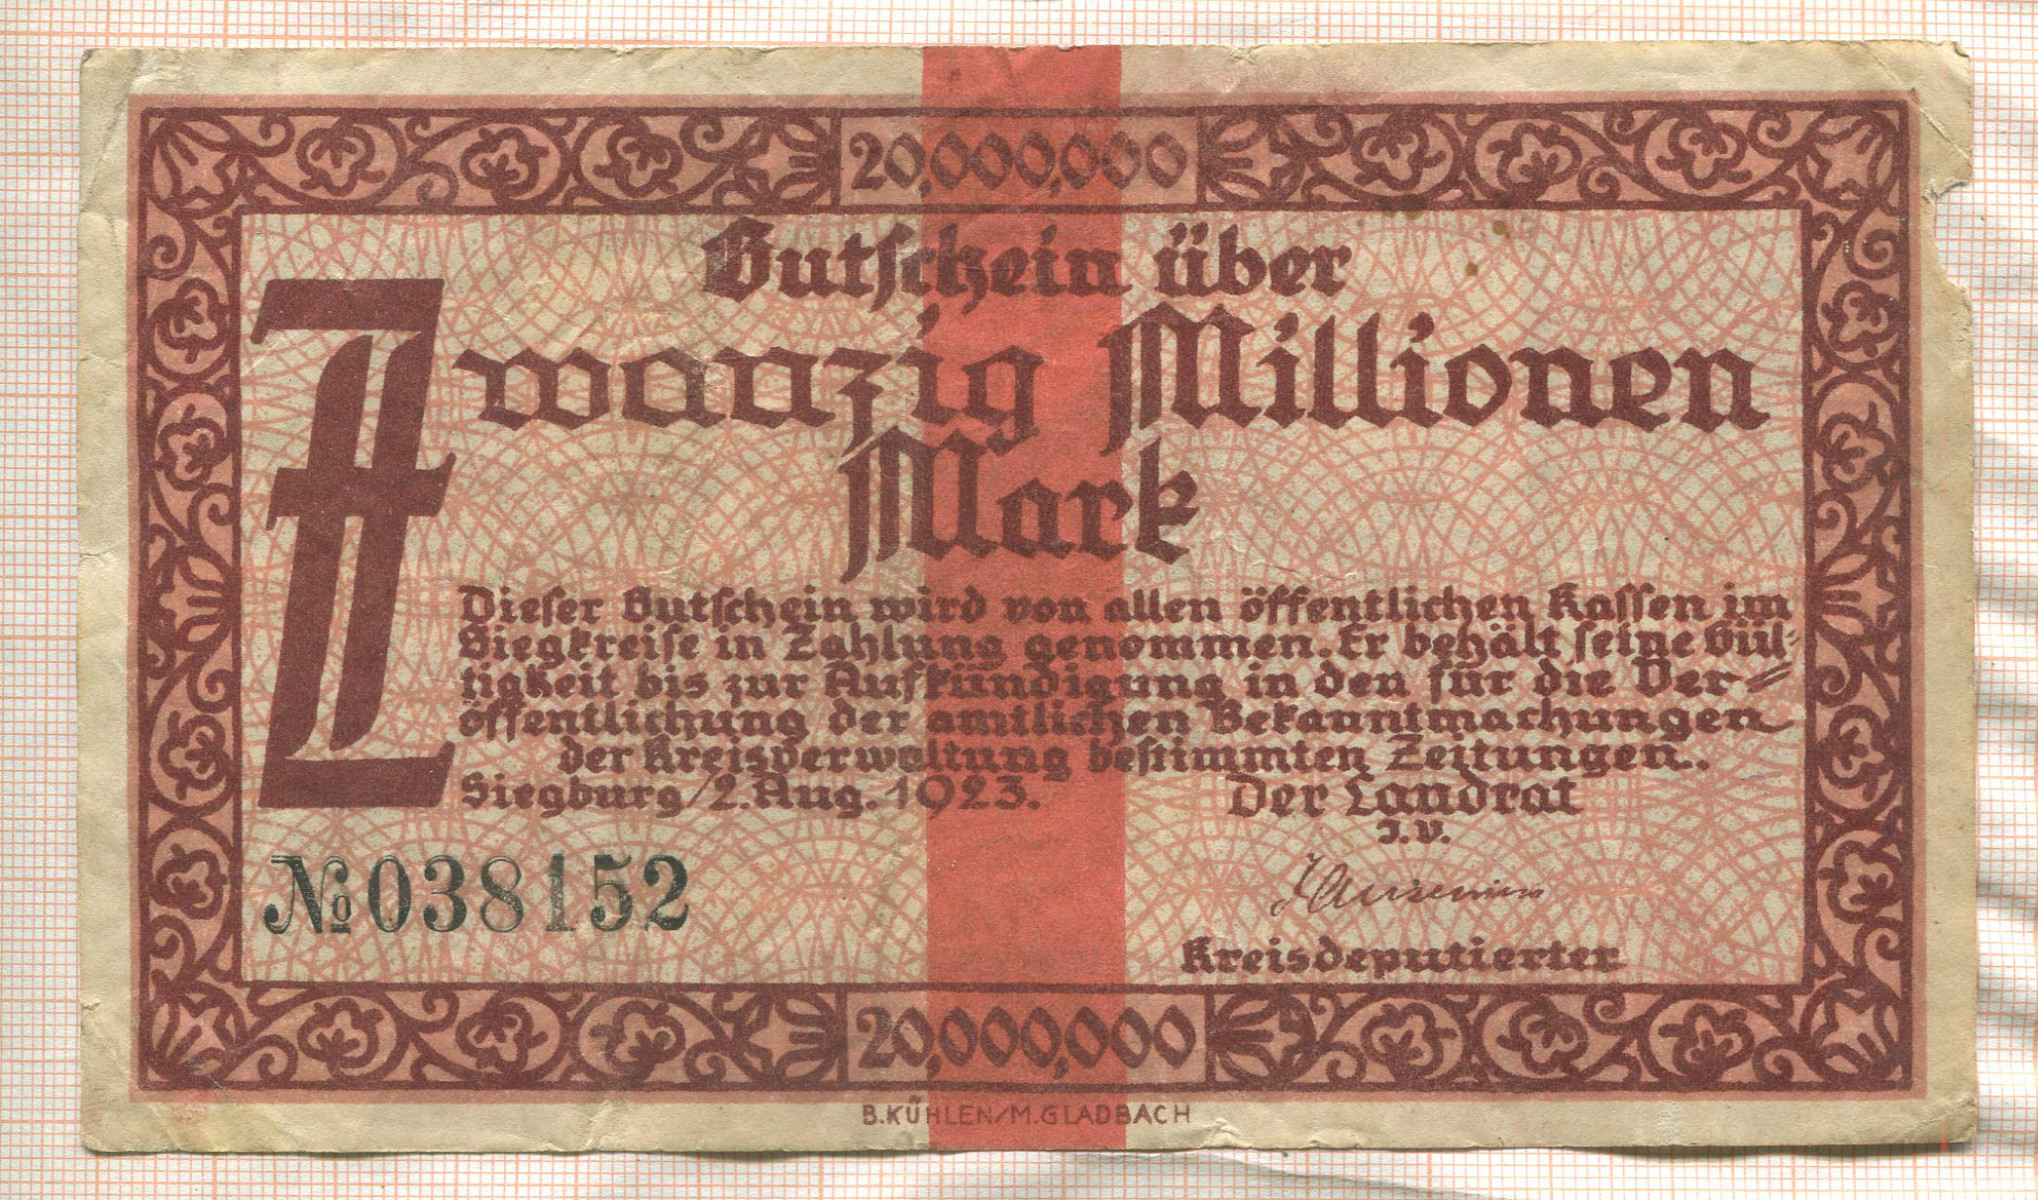 20,000,000
Gutschein über
Zwanzig Millionen
Mark
Dieser Gutschein wird von allen öffentlichen Kassen im
Siegkreise in Zahlung genommen. Er behält seine Gül-
tigkeit bis zur Aufkündigung in den für die Ver-
öffentlichung der amtlichen Bekanntmachungen
der Kreisverwaltung bestimmten Zeitungen.
Siegburg/2. Aug. 1923. Der Landrat
J.V.
№ 038152
Kreisdeputierter
20,000,000
B.KÜHLEN/M.GLADBACH